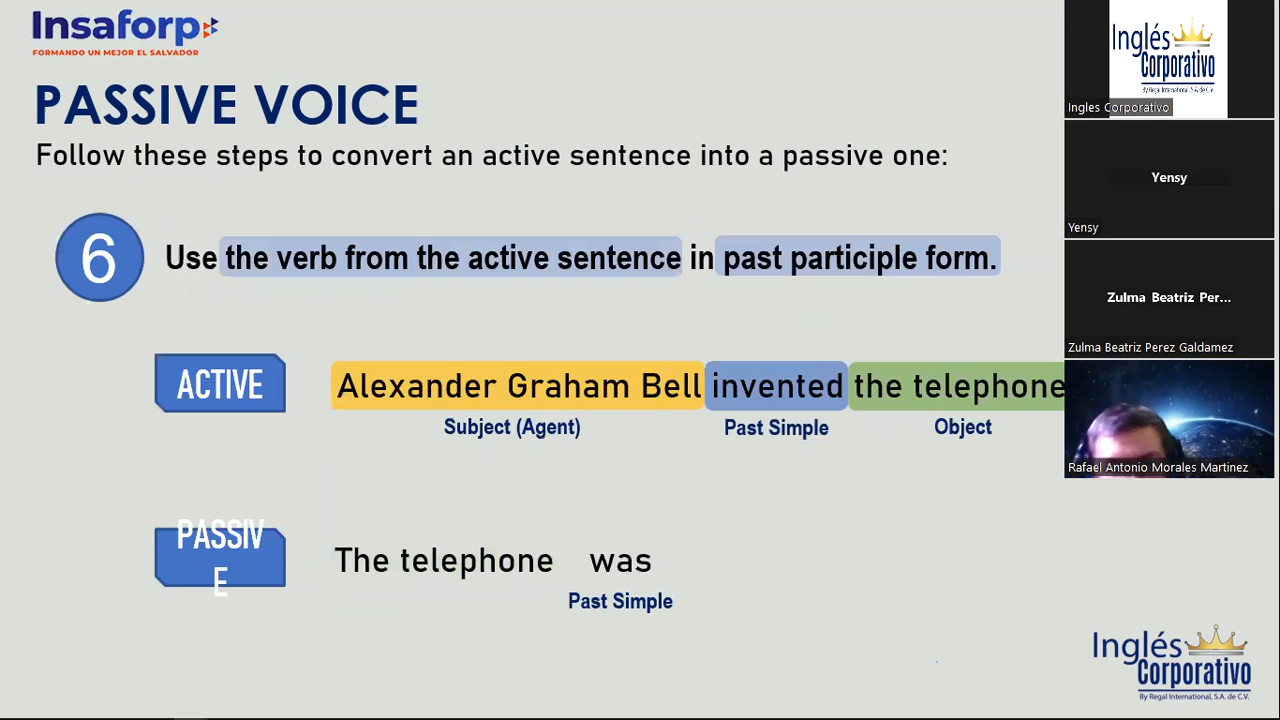 Insaforp
FORMANDO UN MEJOR EL SALVADOR
PASSIVE VOICE
Follow these steps to convert an active sentence into a passive one:
6
Use the verb from the active sentence in past participle form.
ACTIVE
Alexander Graham Bell invented the telephone
Subject (Agent) Past Simple Object
PASSIV
E
The telephone was
Past Simple
Inglés
Corporativo
By Regal International, S.A. de C.V.
Ingles Corporativo
Yensy
Yensy
Zulma Beatriz Per...
Zulma Beatriz Perez Galdamez
Rafael Antonio Morales Martinez
Inglés
Corporativo
By Regal International, S.A. de C.V.